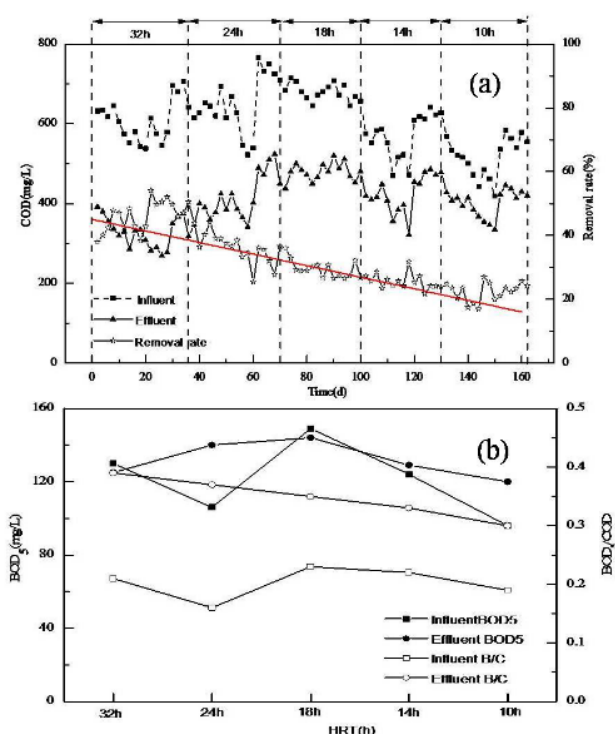 32h 24h 18h 14h 10h
800 100
(a)
600 80
60
400
40
200
20
0 0
COD(mg/L)
Removal rate(%)
Influent
Effluent
Removal rate
0 20 40 60 80 100 120 140 160
Time(d)
160 0.5
(b)
120 0.4
0.3
80
0.2
40
0.1
0 0.0
BOD5(mg/L)
BOD5/COD
InfluentBOD5
Effluent BOD5
Influent B/C
Effluent B/C
32h 24h 18h 14h 10h
HRT(h)